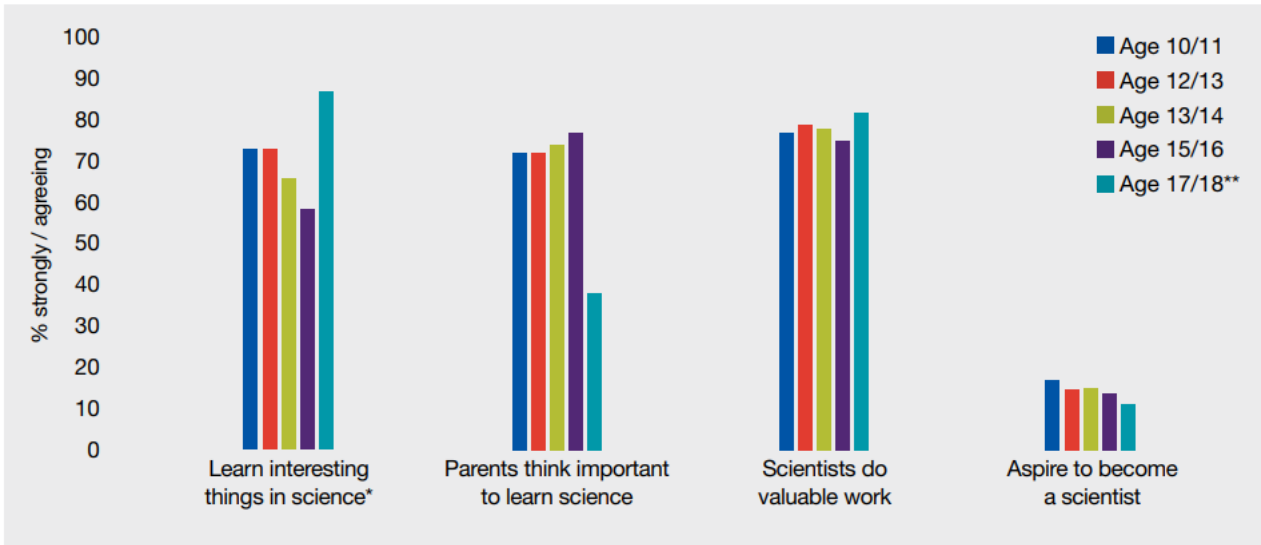 % strongly / agreeing
100
90
80
70
60
50
40
30
20
10
0
Age 10/11
Age 12/13
Age 13/14
Age 15/16
Age 17/18**
Learn interesting
things in science*
Parents think important
to learn science
Scientists do
valuable work
Aspire to become
a scientist